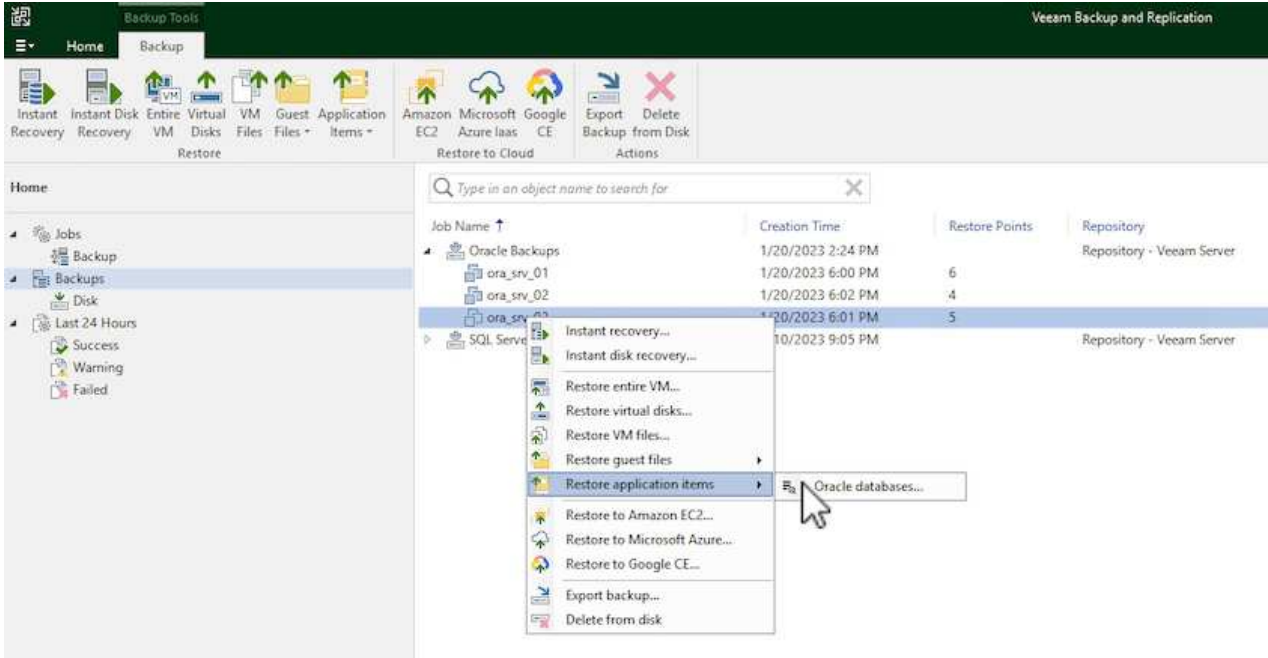 Backup Tools
Veeam Backup and Replication
Home
Backup
Instant Recovery
Instant Disk Recovery
Entire VM
Virtual Disks
VM Files
Guest Files
Application Items
Amazon EC2
Microsoft Azure Iaas
Google CE
Export Backup
Delete from Disk
Restore
Restore to Cloud
Actions
Home
Type in an object name to search for
Job Name
Creation Time
Restore Points
Repository
Jobs
Backup
Backups
Disk
Last 24 Hours
Success
Warning
Failed
Oracle Backups 1/20/2023 2:24 PM Repository - Veeam Server
ora_srv_01 1/20/2023 6:00 PM 6
ora_srv_02 1/20/2023 6:02 PM 4
1/20/2023 6:01 PM 5
SQL Serve 10/2023 9:05 PM Repository - Veeam Server
Instant recovery...
Instant disk recovery...
Restore entire VM...
Restore virtual disks...
Restore VM files...
Restore guest files
Restore application items
Oracle databases...
Restore to Amazon EC2...
Restore to Microsoft Azure...
Restore to Google CE...
Export backup...
Delete from disk